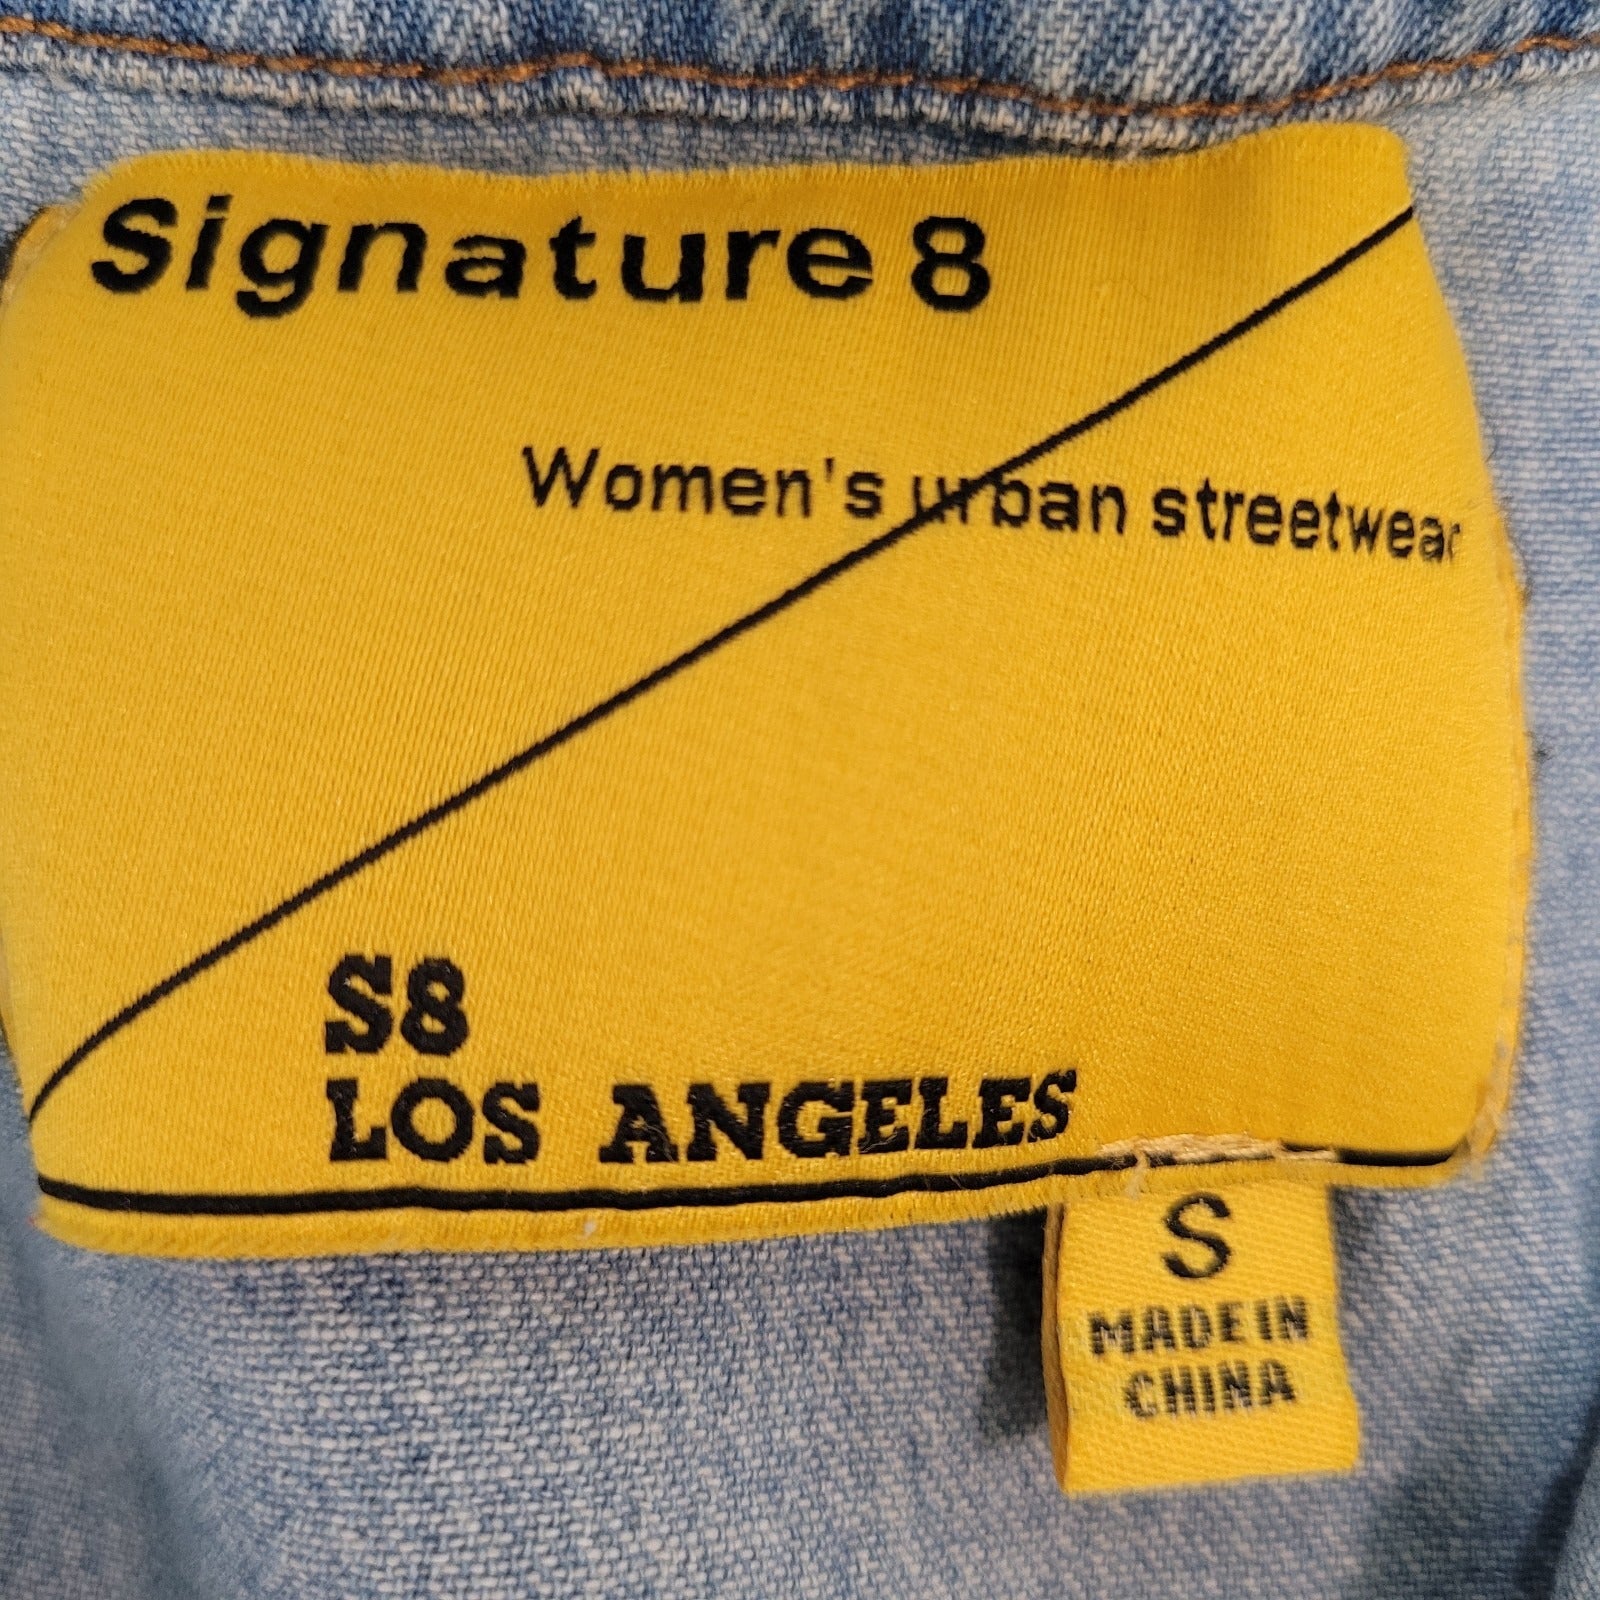 Signature 8
Women's urban streetwear
S8
LOS ANGELES
S
MADE IN
CHINA